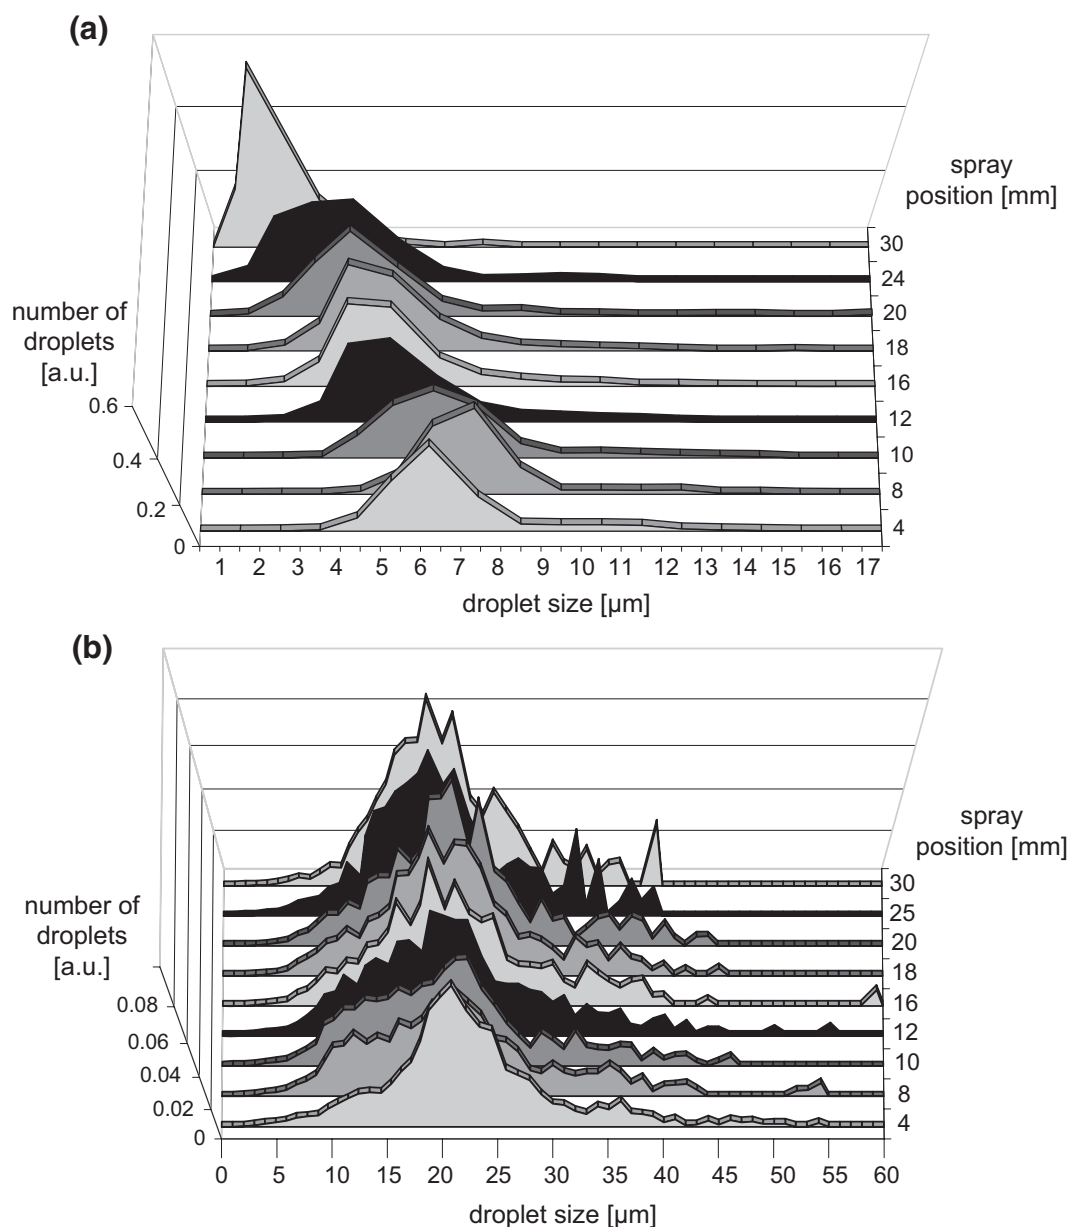 (a)
spray
position [mm]
30
24
20
18
16
12
10
8
4
number of
droplets
[a.u.]
0.6
0.4
0.2
0
1 2 3 4 5 6 7 8 9 10 11 12 13 14 15 16 17
droplet size [µm]
(b)
spray
position [mm]
30
25
20
18
16
12
10
8
4
number of
droplets
[a.u.]
0.08
0.06
0.04
0.02
0
0 5 10 15 20 25 30 35 40 45 50 55 60
droplet size [µm]